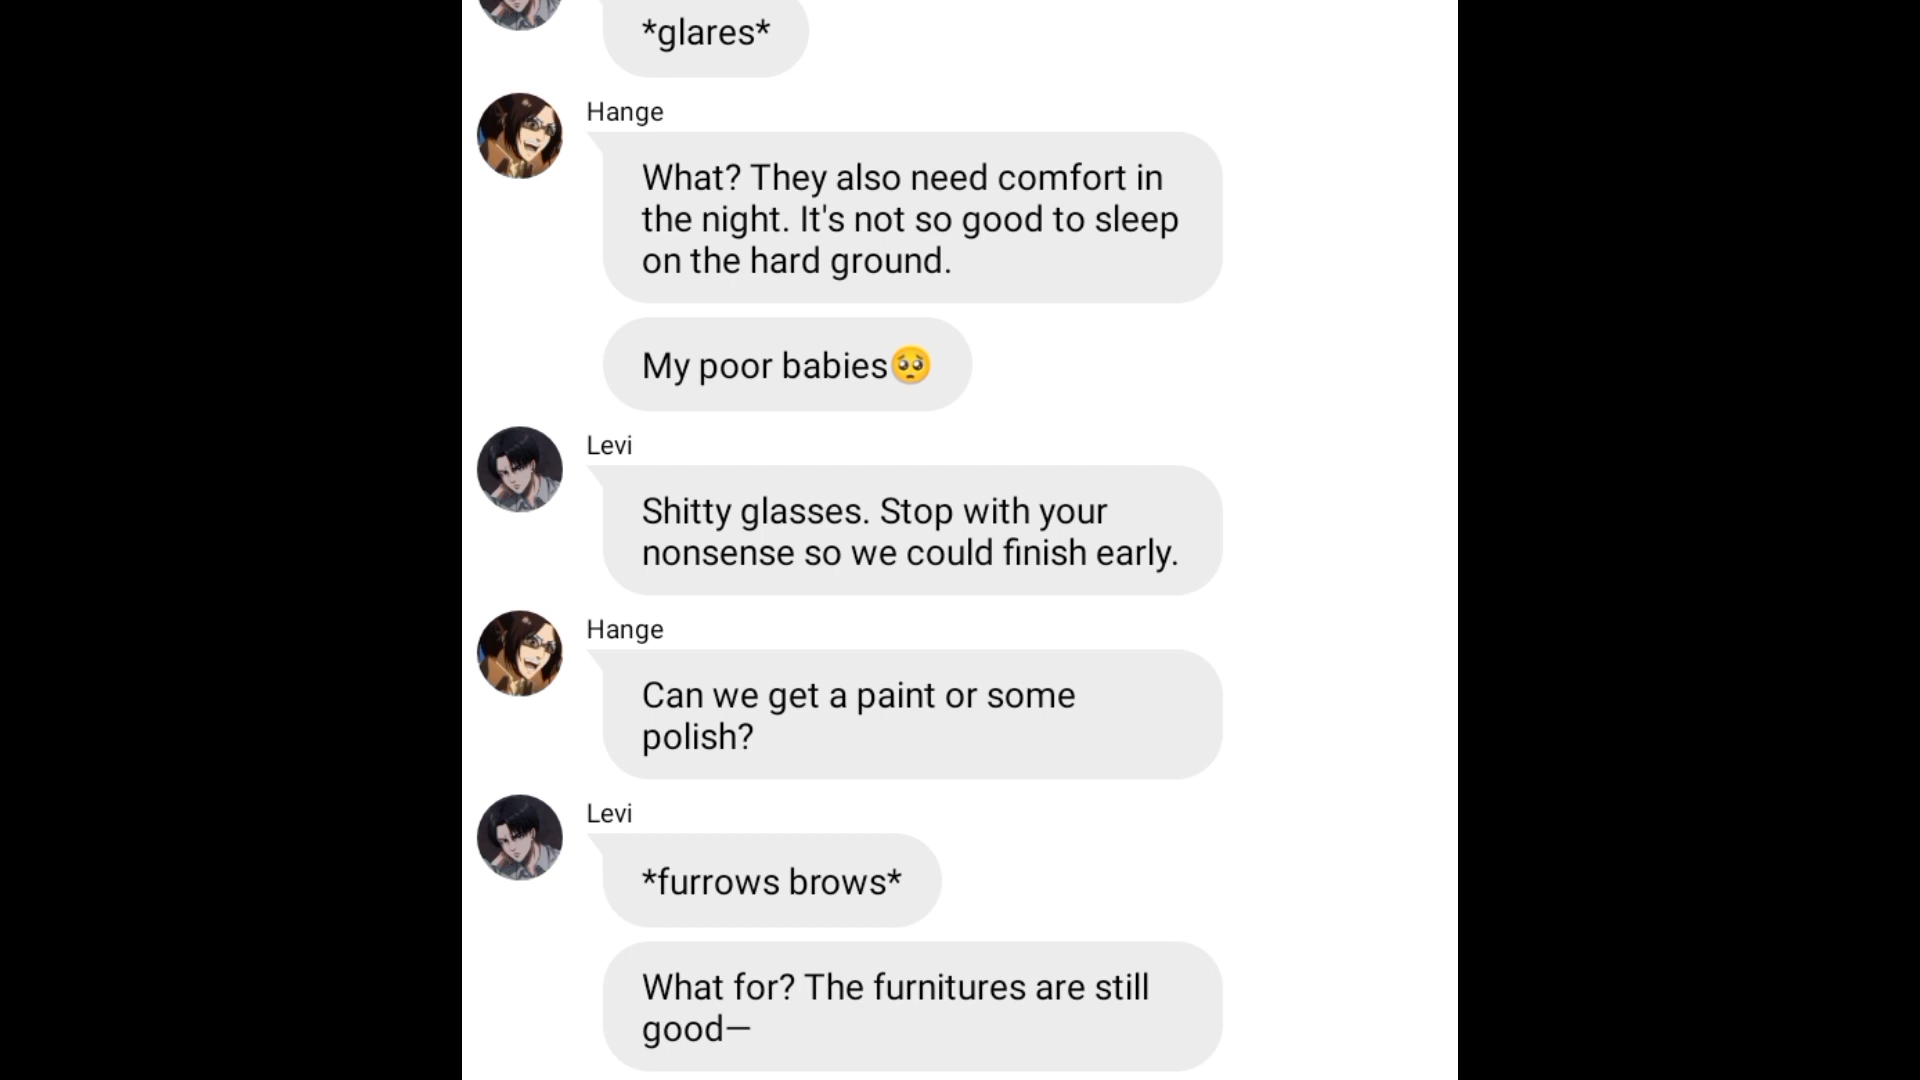 *glares*
Hange
What? They also need comfort in
the night. It's not so good to sleep
on the hard ground.
My poor babies🥺
Levi
Shitty glasses. Stop with your
nonsense so we could finish early.
Hange
Can we get a paint or some
polish?
Levi
*furrows brows*
What for? The furnitures are still
good—